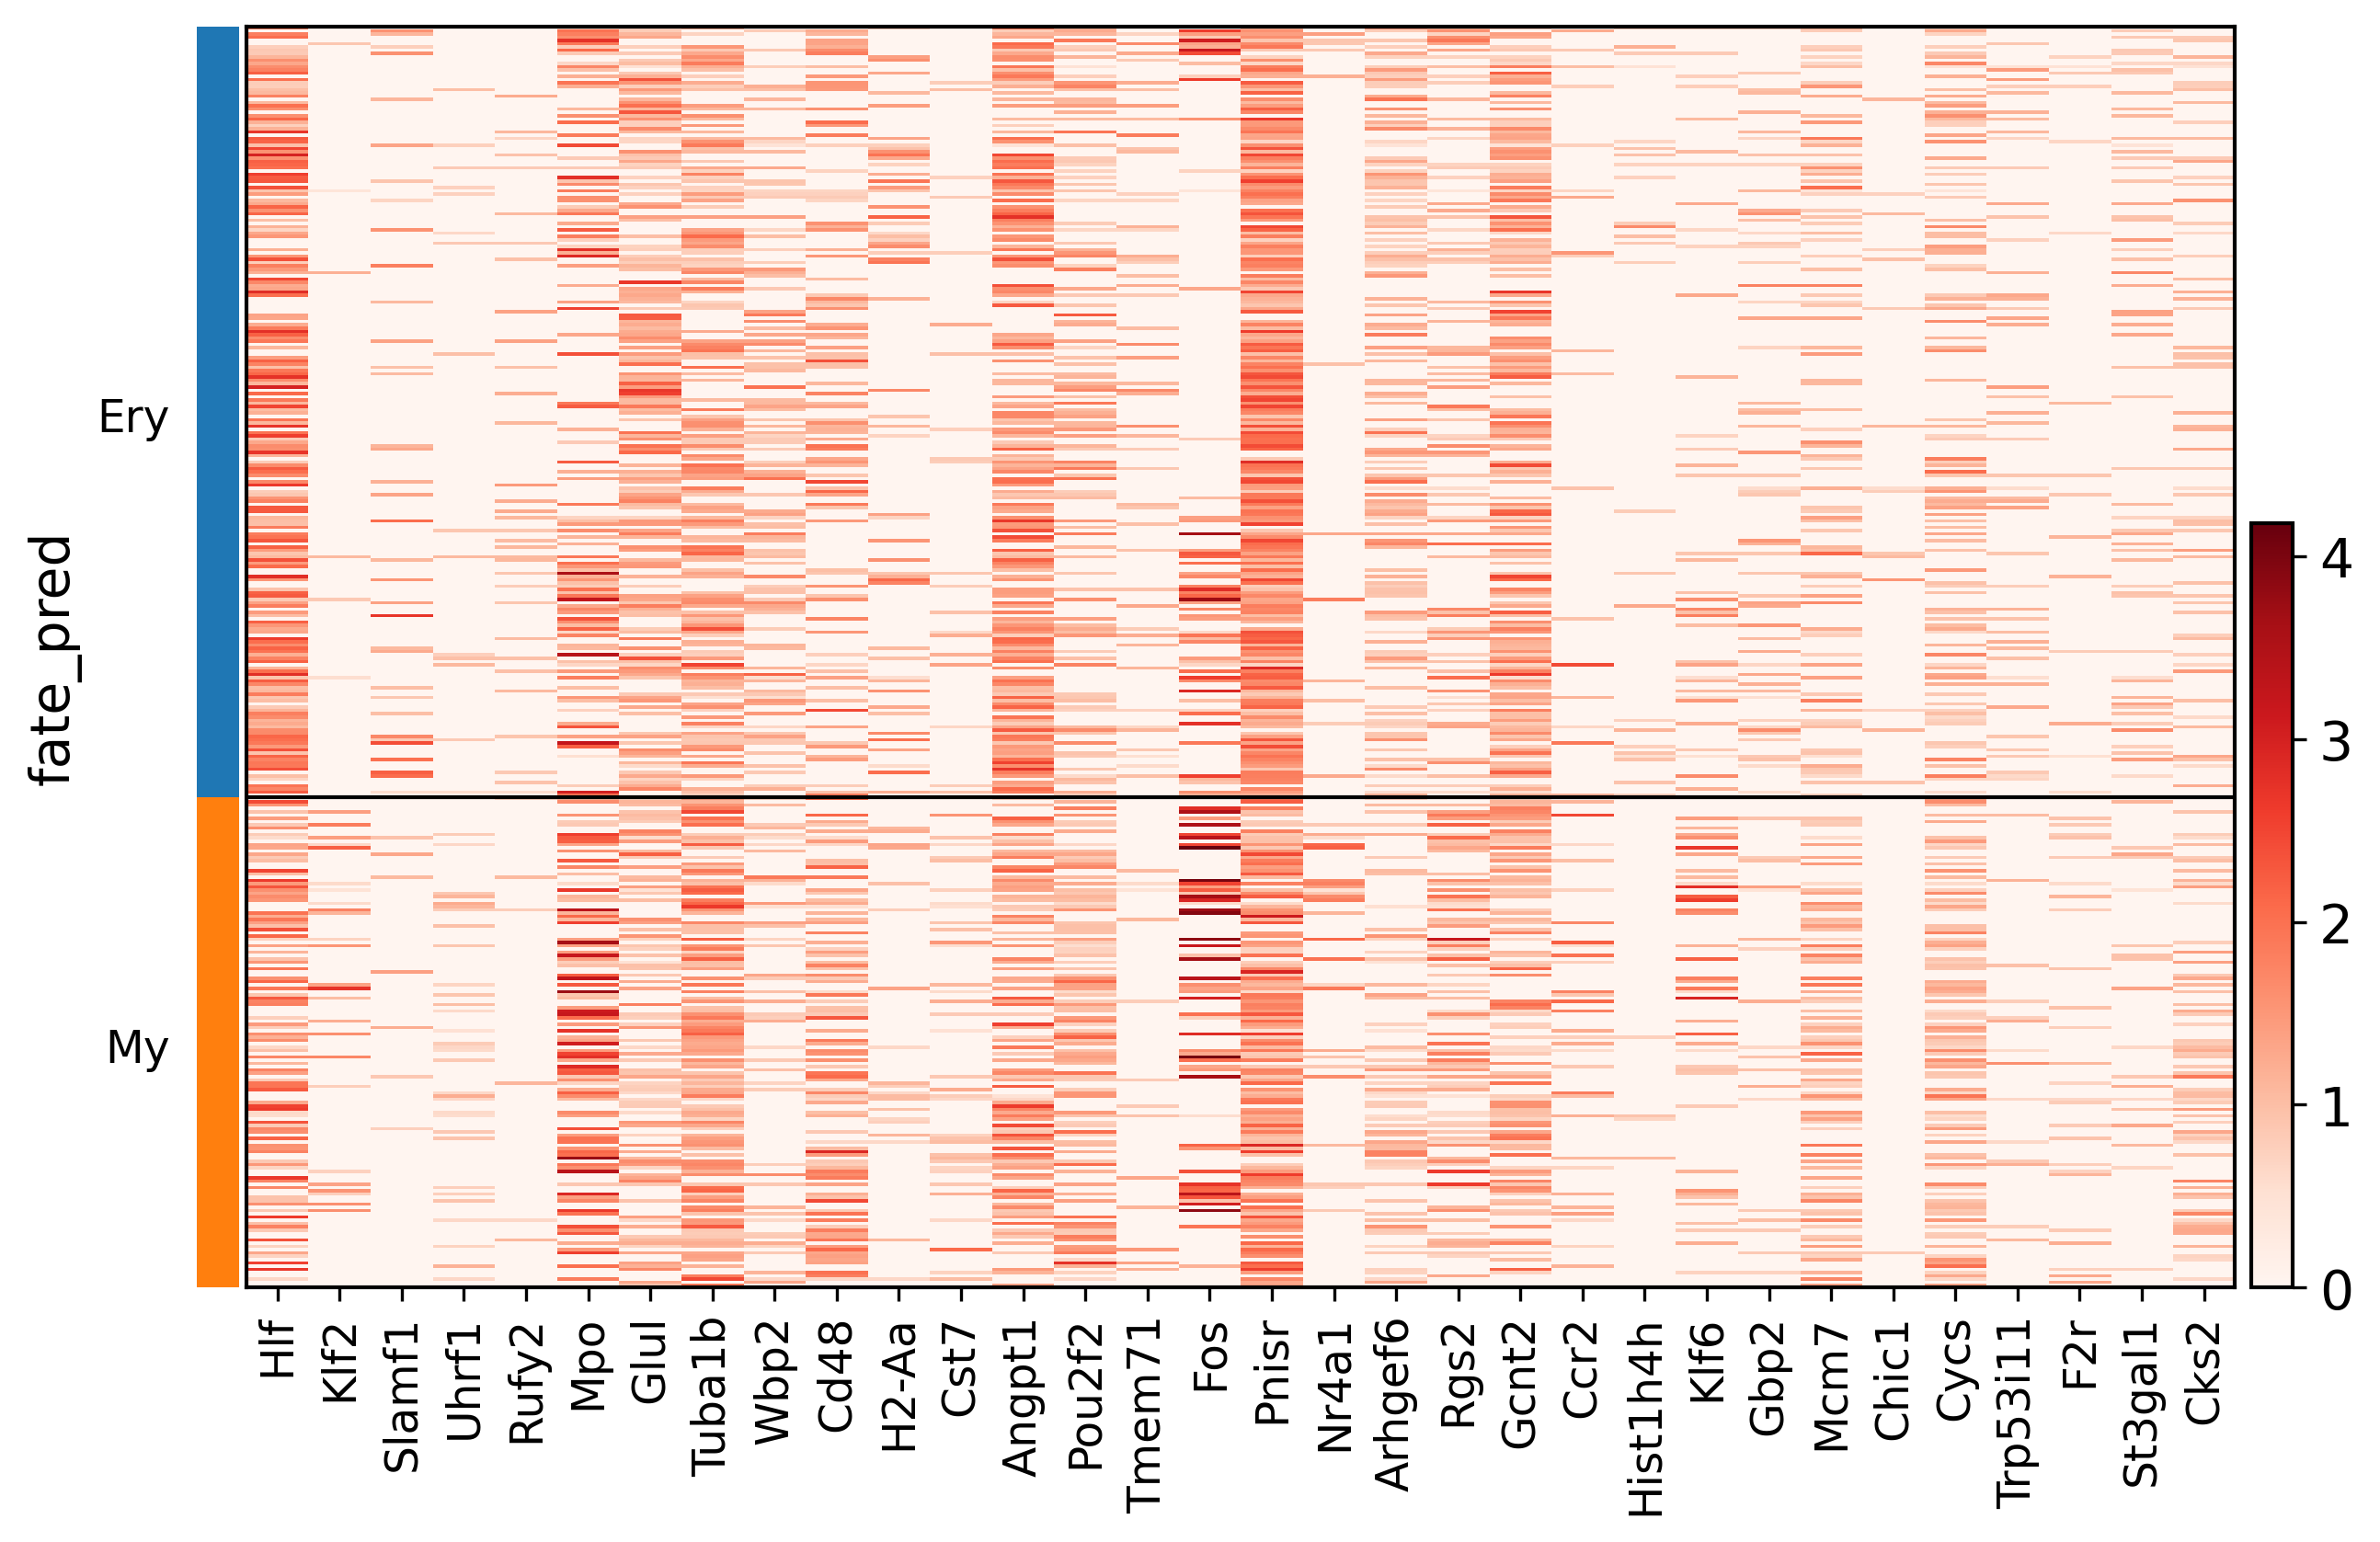 fate_pred
Ery
My
4
3
2
1
0
Hlf
Klf2
Slamf1
Uhrf1
Rufy2
Mpo
Glul
Tuba1b
Wbp2
Cd48
H2-Aa
Cst7
Angpt1
Pou2f2
Tmem71
Fos
Pnisr
Nr4a1
Arhgef6
Rgs2
Gcnt2
Ccr2
Hist1h4h
Klf6
Gbp2
Mcm7
Chic1
Cycs
Trp53i11
F2r
St3gal1
Cks2